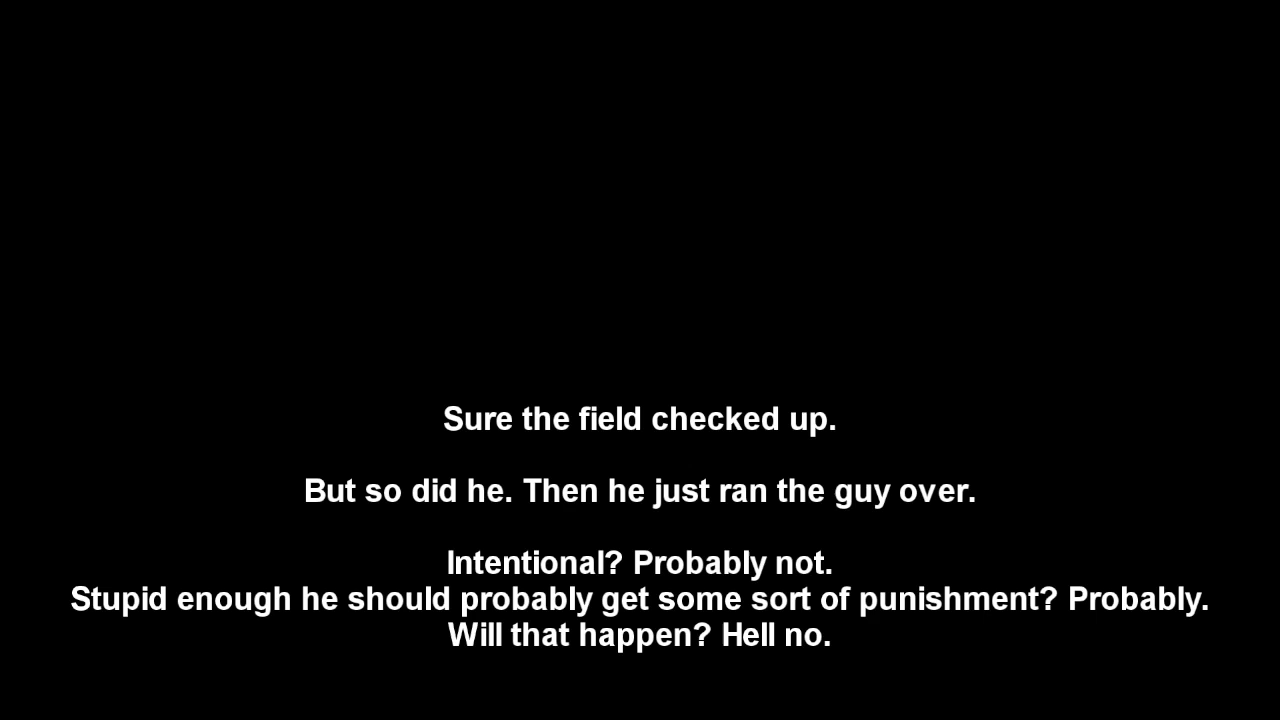 Sure the field checked up.
But so did he. Then he just ran the guy over.
Intentional? Probably not.
Stupid enough he should probably get some sort of punishment? Probably.
Will that happen? Hell no.